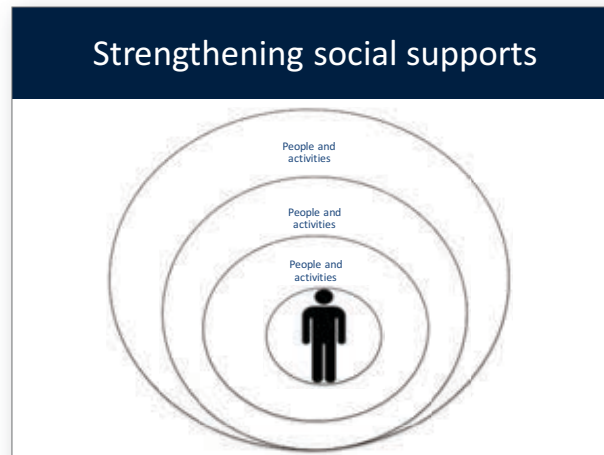 Strengthening social supports
People and
activities
People and
activities
People and
activities